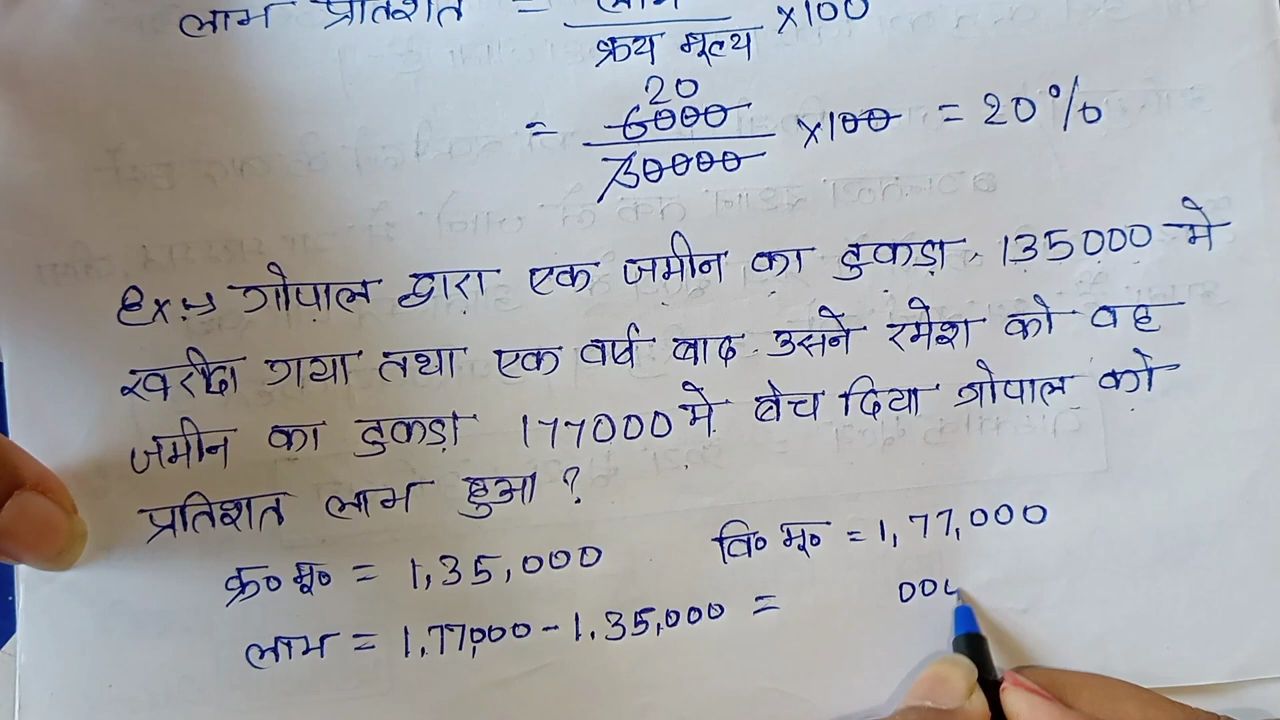 लाभ प्रतिशत = लाभ ×100
क्रय मूल्य
20
= 6000 ×100 = 20%
30000
Ex.→ गोपाल द्वारा एक ज़मीन का टुकड़ा 135000 मे
खरीदा गया तथा एक वर्ष बाद उसने रमेश को वह
ज़मीन का टुकड़ा 177000 मे बेच दिया गोपाल को
प्रतिशत लाभ हुआ ?
क्र० मू० = 1,35,000 वि० मू० = 1,77,000
लाभ = 1,77,000 - 1,35,000 = 000